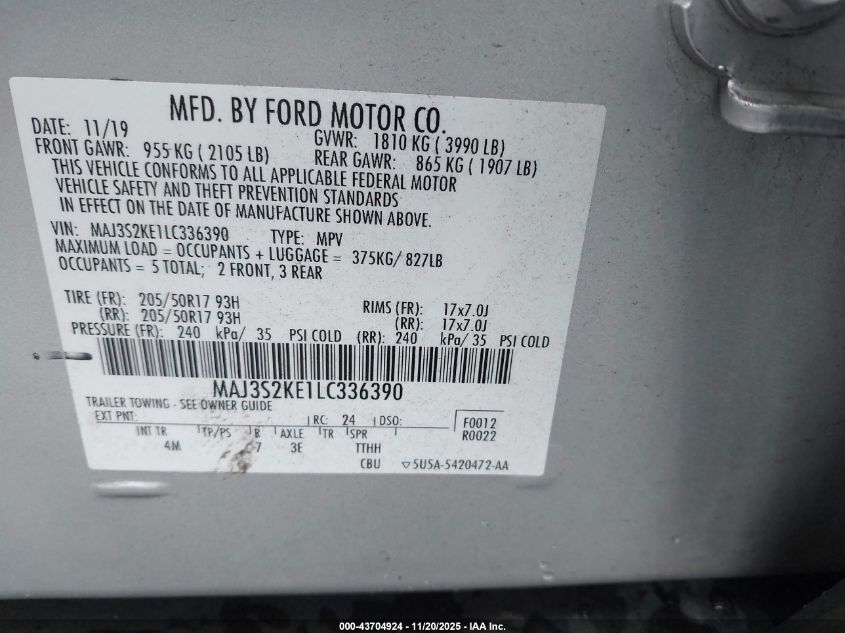 MFD. BY FORD MOTOR CO.
DATE: 11/19 GVWR: 1810 KG ( 3990 LB)
FRONT GAWR: 955 KG ( 2105 LB) REAR GAWR: 865 KG ( 1907 LB)
THIS VEHICLE CONFORMS TO ALL APPLICABLE FEDERAL MOTOR
VEHICLE SAFETY AND THEFT PREVENTION STANDARDS
IN EFFECT ON THE DATE OF MANUFACTURE SHOWN ABOVE.
VIN: MAJ3S2KE1LC336390 TYPE: MPV
MAXIMUM LOAD = OCCUPANTS + LUGGAGE = 375KG/ 827LB
OCCUPANTS = 5 TOTAL; 2 FRONT, 3 REAR
TIRE (FR): 205/50R17 93H RIMS (FR): 17x7.0J
(RR): 205/50R17 93H (RR): 17x7.0J
PRESSURE (FR): 240 kPa/ 35 PSI COLD (RR): 240 kPa/ 35 PSI COLD
MAJ3S2KE1LC336390
TRAILER TOWING - SEE OWNER GUIDE
EXT PNT: RC: 24 DSO: F0012
R0022
INT TR TP/PS R AXLE TR SPR
4M 7 3E TTHH
CBU ▽5U5A-5420472-AA
000-43704924 - 11/20/2025 - IAA Inc.